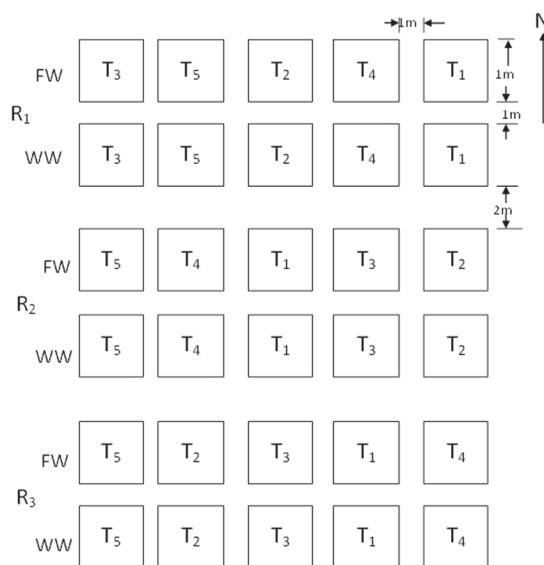 1m
N
FW T₃ T₅ T₂ T₄ T₁
1m
R₁
1m
WW T₃ T₅ T₂ T₄ T₁
2m
FW T₅ T₄ T₁ T₃ T₂
R₂
WW T₅ T₄ T₁ T₃ T₂
FW T₅ T₂ T₃ T₁ T₄
R₃
WW T₅ T₂ T₃ T₁ T₄